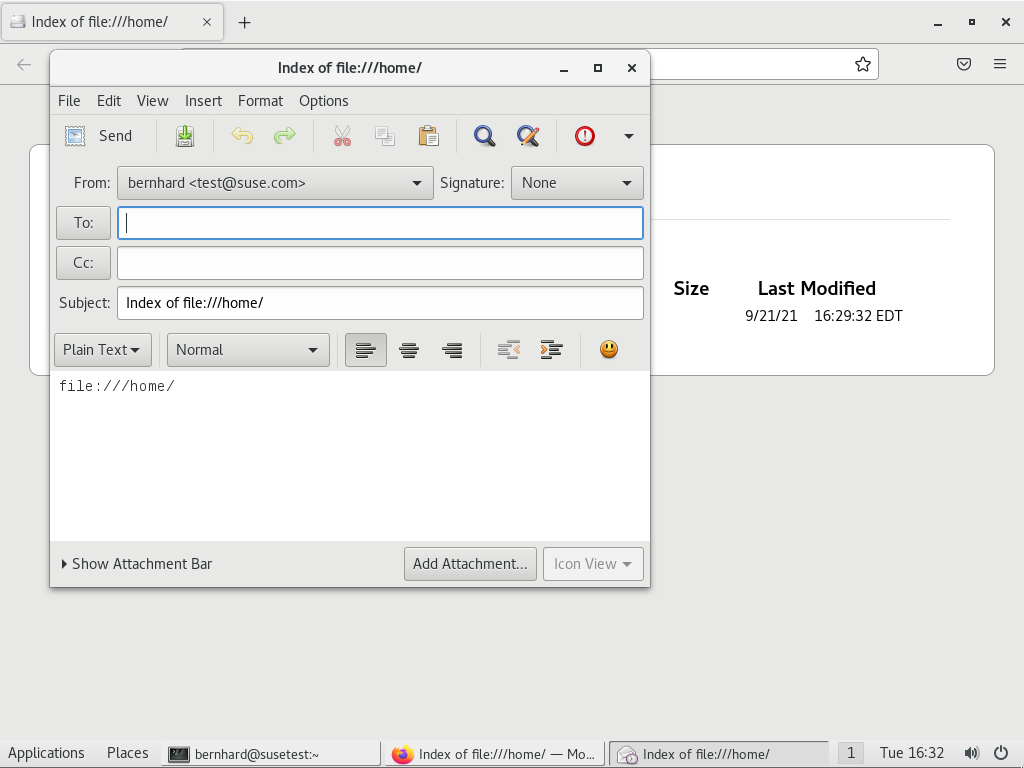 Index of file:///home/
Index of file:///home/
File Edit View Insert Format Options
Send
From: bernhard <test@suse.com> Signature: None
To:
Cc:
Subject: Index of file:///home/
Size Last Modified
9/21/21 16:29:32 EDT
Plain Text Normal
file:///home/
Show Attachment Bar Add Attachment... Icon View
Applications Places bernhard@susetest:~ Index of file:///home/ — Mo... Index of file:///home/ 1 Tue 16:32